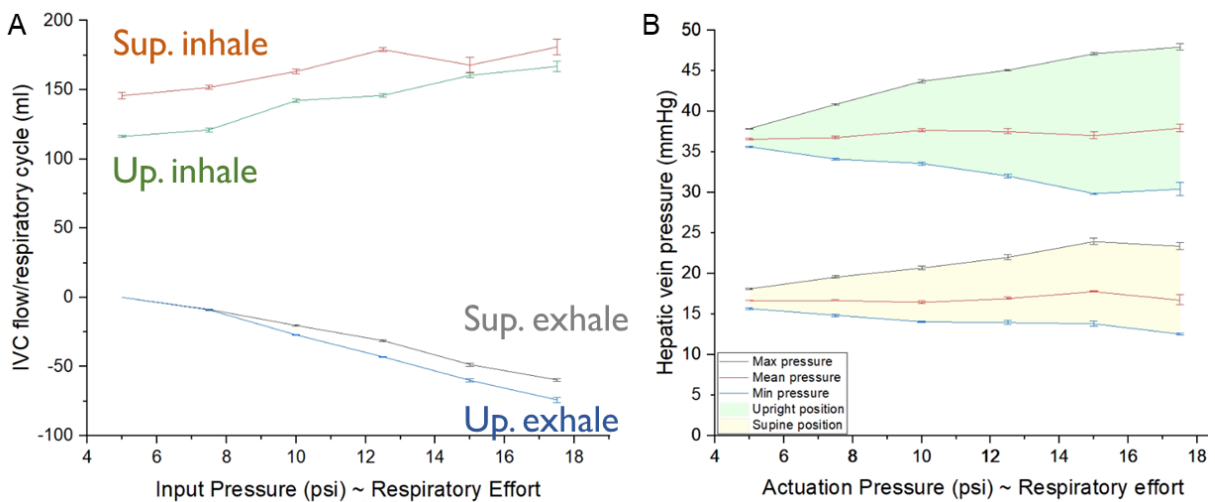 A
IVC flow/respiratory cycle (ml)
200
150
100
50
0
-50
-100
Sup. inhale
Up. inhale
Sup. exhale
Up. exhale
4 6 8 10 12 14 16 18
Input Pressure (psi) ~ Respiratory Effort
B
Hepatic vein pressure (mmHg)
50
45
40
35
30
25
20
15
10
5
0
Max pressure
Mean pressure
Min pressure
Upright position
Supine position
4 6 8 10 12 14 16 18
Actuation Pressure (psi) ~ Respiratory effort